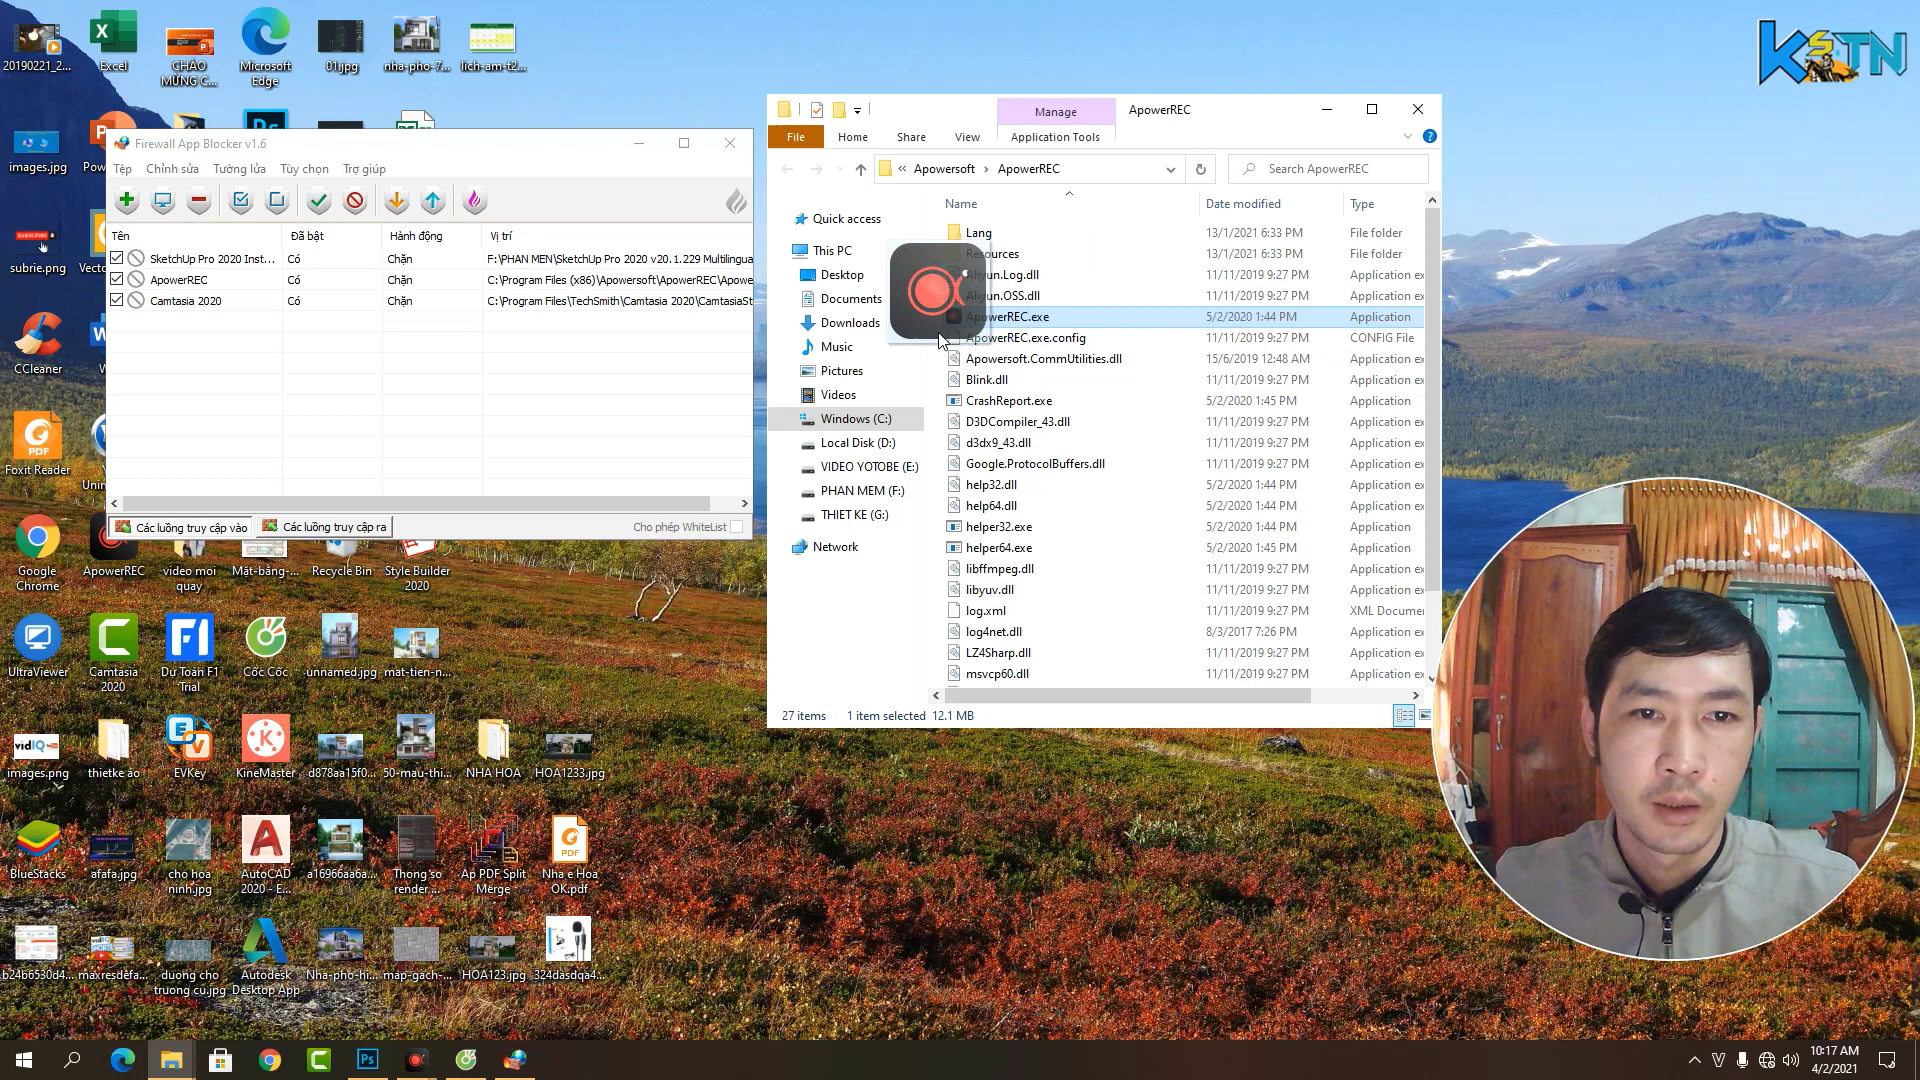 20190221_2...
Excel
CHÀO
MỪNG C...
Microsoft
Edge
01.jpg
nha-pho-7...
lich-am-t2...
KSTN
images.jpg
Firewall App Blocker v1.6
Tệp
Chỉnh sửa
Tường lửa
Tùy chọn
Trợ giúp
Tên
Đã bật
Hành động
Vị trí
SketchUp Pro 2020 Inst...
Có
Chặn
F:\PHAN MEN\SketchUp Pro 2020 v20.1.229 Multilingua
ApowerREC
Có
Chặn
C:\Program Files (x86)\Apowersoft\ApowerREC\Apowe
Camtasia 2020
Có
Chặn
C:\Program Files\TechSmith\Camtasia 2020\CamtasiaSt
Các luồng truy cập vào
Các luồng truy cập ra
Cho phép WhiteList
Manage
ApowerREC
File
Home
Share
View
Application Tools
« Apowersoft › ApowerREC
Search ApowerREC
Name
Date modified
Type
Quick access
This PC
Desktop
Documents
Downloads
Music
Pictures
Videos
Windows (C:)
Local Disk (D:)
VIDEO YOTOBE (E:)
PHAN MEM (F:)
THIET KE (G:)
Network
Lang 13/1/2021 6:33 PM File folder
Resources 13/1/2021 6:33 PM File folder
Aliyun.Log.dll 11/11/2019 9:27 PM Application ex
Aliyun.OSS.dll 11/11/2019 9:27 PM Application ex
ApowerREC.exe 5/2/2020 1:44 PM Application
ApowerREC.exe.config 11/11/2019 9:27 PM CONFIG File
Apowersoft.CommUtilities.dll 15/6/2019 12:48 AM Application ex
Blink.dll 11/11/2019 9:27 PM Application ex
CrashReport.exe 5/2/2020 1:45 PM Application
D3DCompiler_43.dll 11/11/2019 9:27 PM Application ex
d3dx9_43.dll 11/11/2019 9:27 PM Application ex
Google.ProtocolBuffers.dll 11/11/2019 9:27 PM Application ex
help32.dll 5/2/2020 1:44 PM Application ex
help64.dll 5/2/2020 1:44 PM Application ex
helper32.exe 5/2/2020 1:44 PM Application
helper64.exe 5/2/2020 1:45 PM Application
libffmpeg.dll 11/11/2019 9:27 PM Application ex
libyuv.dll 11/11/2019 9:27 PM Application ex
log.xml 11/11/2019 9:27 PM XML Docume
log4net.dll 8/3/2017 7:26 PM Application ex
LZ4Sharp.dll 11/11/2019 9:27 PM Application ex
msvcp60.dll 11/11/2019 9:27 PM Application ex
27 items
1 item selected 12.1 MB
SUBSCRIBE
subrie.png
CCleaner
PDF
Foxit Reader
Google
Chrome
ApowerREC
video moi
quay
Mặt-bằng-...
Recycle Bin
Style Builder
2020
UltraViewer
Camtasia
2020
F1
Dự Toán F1
Trial
Cốc Cốc
unnamed.jpg
mat-tien-n...
vidIQ
images.png
thietke ao
EVKey
KineMaster
d878aa15f0...
50-mau-thi...
NHA HOA
HOA1233.jpg
BlueStacks
afafa.jpg
cho hoa
ninh.jpg
AutoCAD
2020 - E...
a16966aa6a...
Thong so
render....
Ap PDF Split
Merge
PDF
Nha e Hoa
OK.pdf
b24b6530d4...
maxresdefa...
duong cho
truong cu.jpg
Autodesk
Desktop App
Nha-pho-hi...
map-gach-...
HOA123.jpg
324dasdqa4...
Ps
10:17 AM
4/2/2021